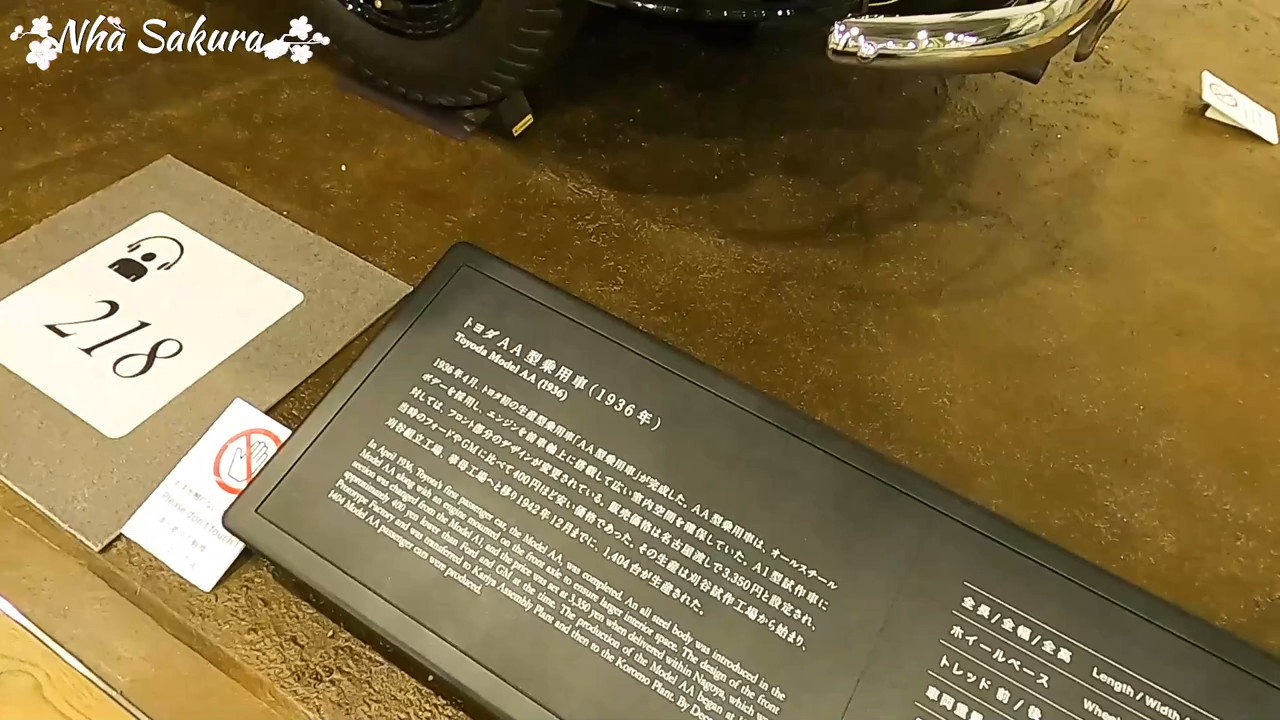 Nhà Sakura
218
Please don't touch!
トヨダAA型乗用車(1936年)
Toyoda Model AA (1936)
1936年4月、トヨタ初の生産型乗用車「AA型乗用車」が完成した。AA型乗用車は、オールスチール
ボデーを採用し、エンジンを前車軸上に搭載して広い室内空間を確保していた。A1型試作車に
対しては、フロント部分のデザインが変更されている。販売価格は名古屋渡しで3,350円と設定され、
当時のフォードやGMに比べて400円ほど安い価格であった。その生産は刈谷試作工場から始まり、
刈谷組立工場、挙母工場へと移り1942年12月までに、1,404台が生産された。
In April 1936, Toyoda's first passenger car, the Model AA, was completed. An all steel body was introduced in the
Model AA along with an engine mounted on the front axle to ensure larger interior space. The design of the front
section was changed from the Model A1, and the price was set at 3,350 yen when delivered within Nagoya, which w
approximately 400 yen lower than Ford and GM at the time. The production of the Model AA began at
Prototype Factory and was transferred to Kariya Assembly Plant and then to the Koromo Plant. By Dece
1404 Model AA passenger cars were produced.
全長/全幅/全高 Length / Width
ホイールベース Whee
トレッド 前/後
車両重量